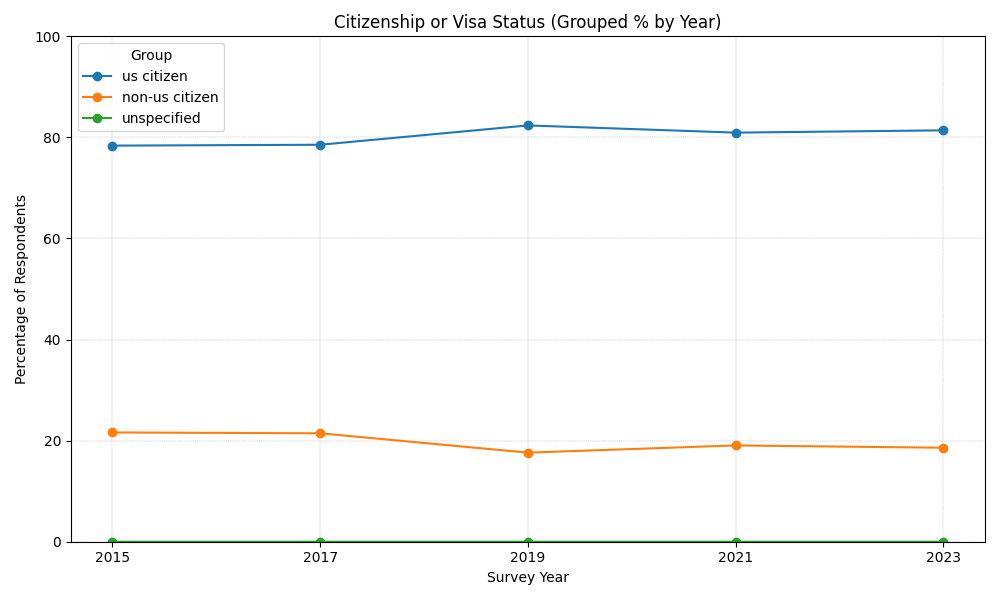 Citizenship or Visa Status (Grouped % by Year)
Group
us citizen
non-us citizen
unspecified
Percentage of Respondents
100
80
60
40
20
0
2015 2017 2019 2021 2023
Survey Year